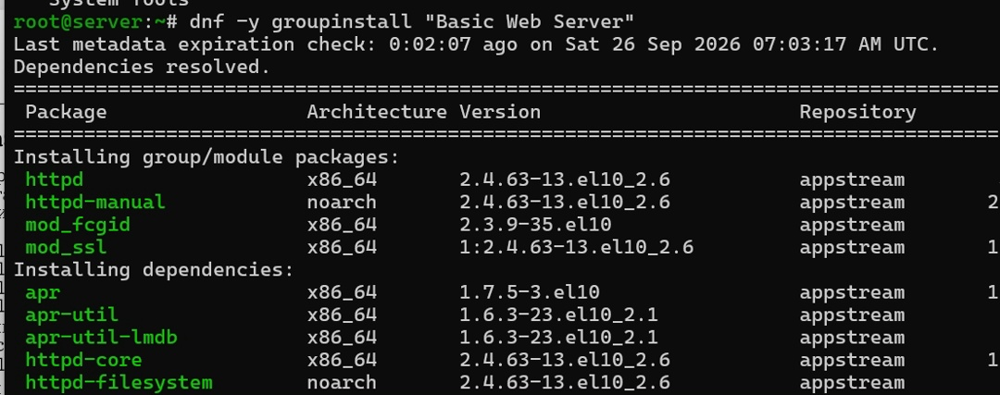 System Tools
root@server:~# dnf -y groupinstall "Basic Web Server"
Last metadata expiration check: 0:02:07 ago on Sat 26 Sep 2026 07:03:17 AM UTC.
Dependencies resolved.
================================================================================
Package Architecture Version Repository
================================================================================
Installing group/module packages:
httpd x86_64 2.4.63-13.el10_2.6 appstream
httpd-manual noarch 2.4.63-13.el10_2.6 appstream 2
mod_fcgid x86_64 2.3.9-35.el10 appstream
mod_ssl x86_64 1:2.4.63-13.el10_2.6 appstream 1
Installing dependencies:
apr x86_64 1.7.5-3.el10 appstream 1
apr-util x86_64 1.6.3-23.el10_2.1 appstream
apr-util-lmdb x86_64 1.6.3-23.el10_2.1 appstream
httpd-core x86_64 2.4.63-13.el10_2.6 appstream 1
httpd-filesystem noarch 2.4.63-13.el10_2.6 appstream